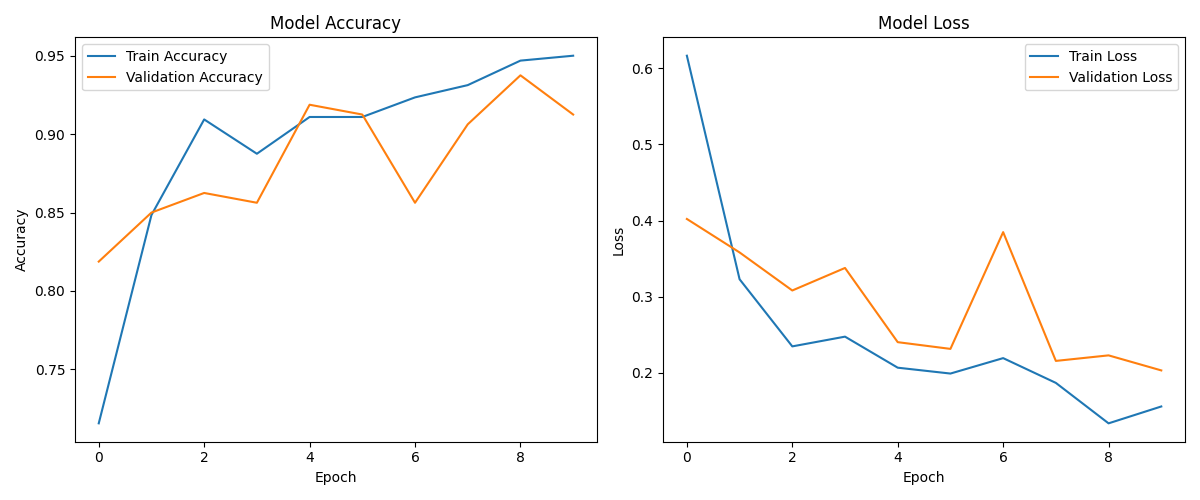 Model Accuracy
Train Accuracy
Validation Accuracy
0.95
0.90
0.85
0.80
0.75
Accuracy
0 2 4 6 8
Epoch
Model Loss
Train Loss
Validation Loss
0.6
0.5
0.4
0.3
0.2
Loss
0 2 4 6 8
Epoch